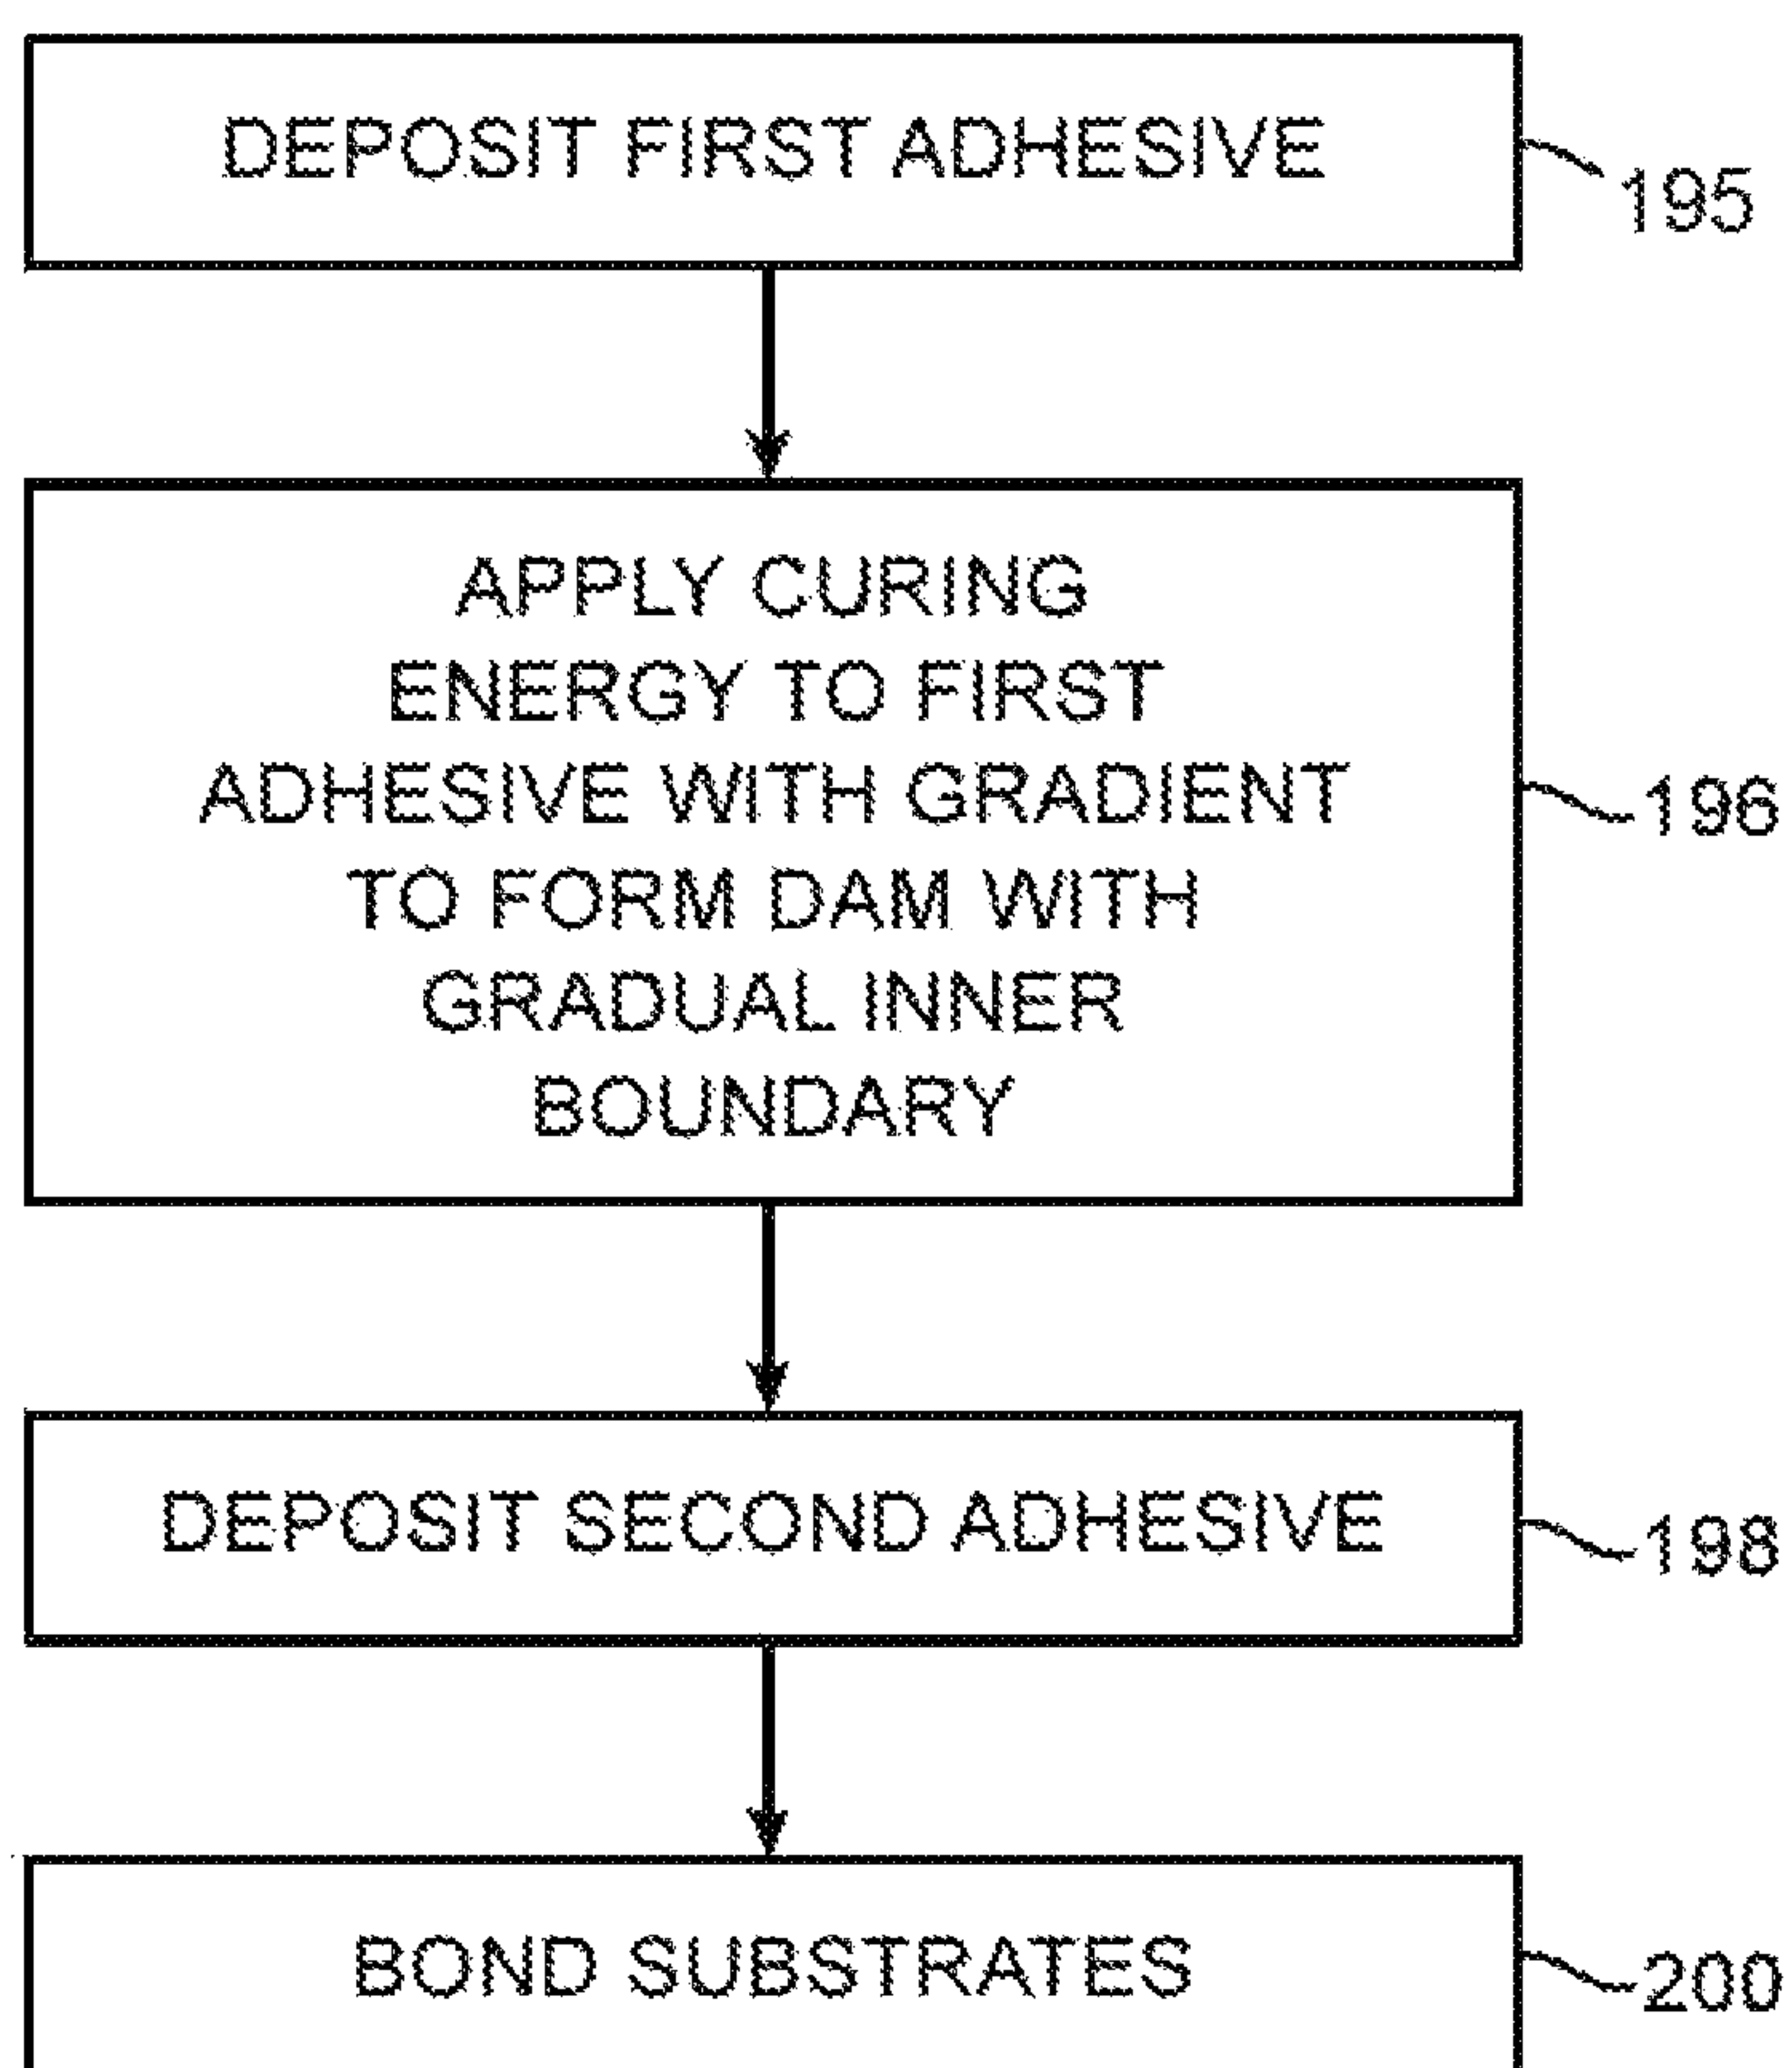 DEPOSIT FIRST ADHESIVE
195
APPLY CURING
ENERGY TO FIRST
ADHESIVE WITH GRADIENT
TO FORM DAM WITH
GRADUAL INNER
BOUNDARY
196
DEPOSIT SECOND ADHESIVE
198
BOND SUBSTRATES
200